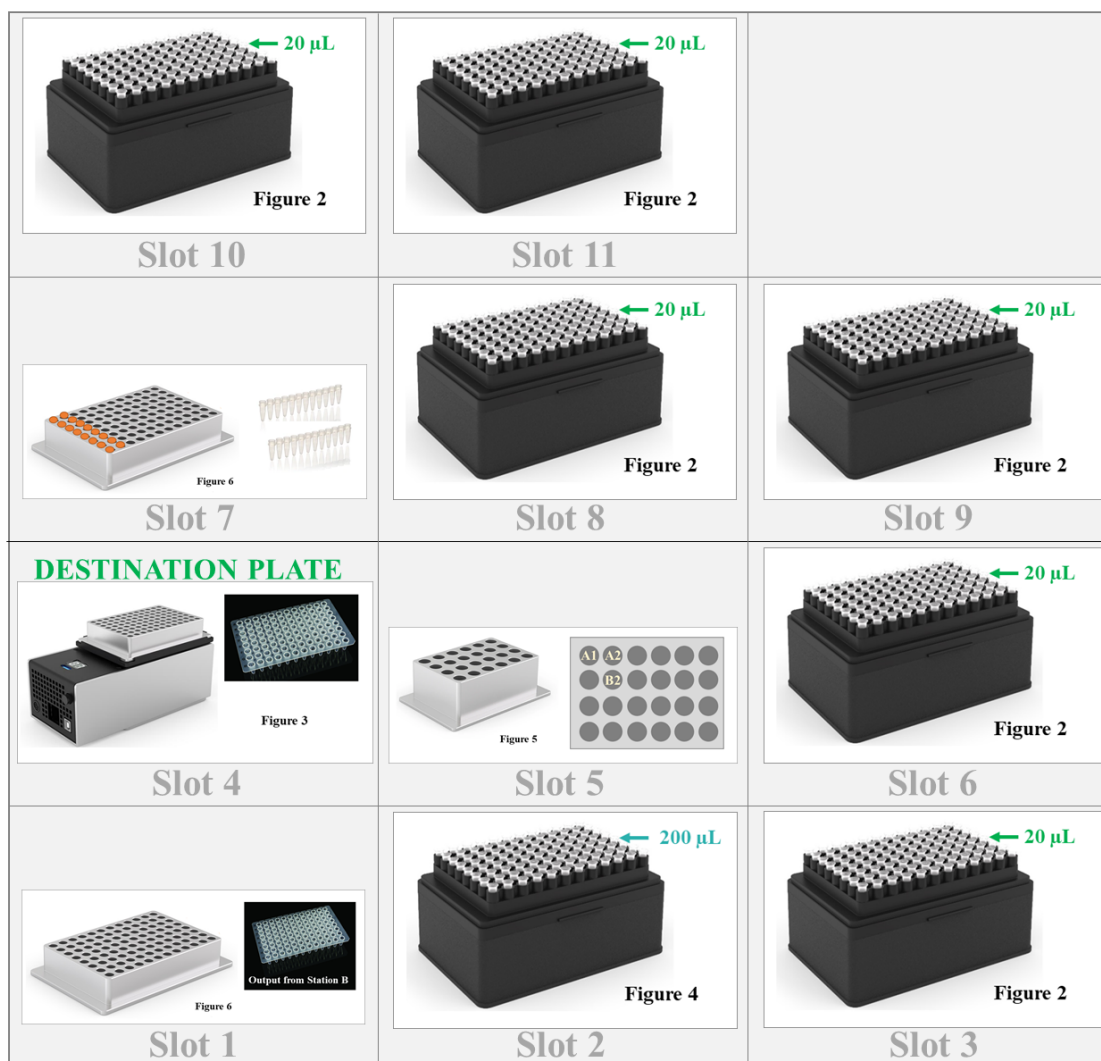 20 µL
Figure 2
Slot 10
20 µL
Figure 2
Slot 11
Figure 6
Slot 7
20 µL
Figure 2
Slot 8
20 µL
Figure 2
Slot 9
DESTINATION PLATE
Figure 3
Slot 4
A1 A2
B2
Figure 5
Slot 5
20 µL
Figure 2
Slot 6
Output from Station B
Figure 6
Slot 1
200 µL
Figure 4
Slot 2
20 µL
Figure 2
Slot 3